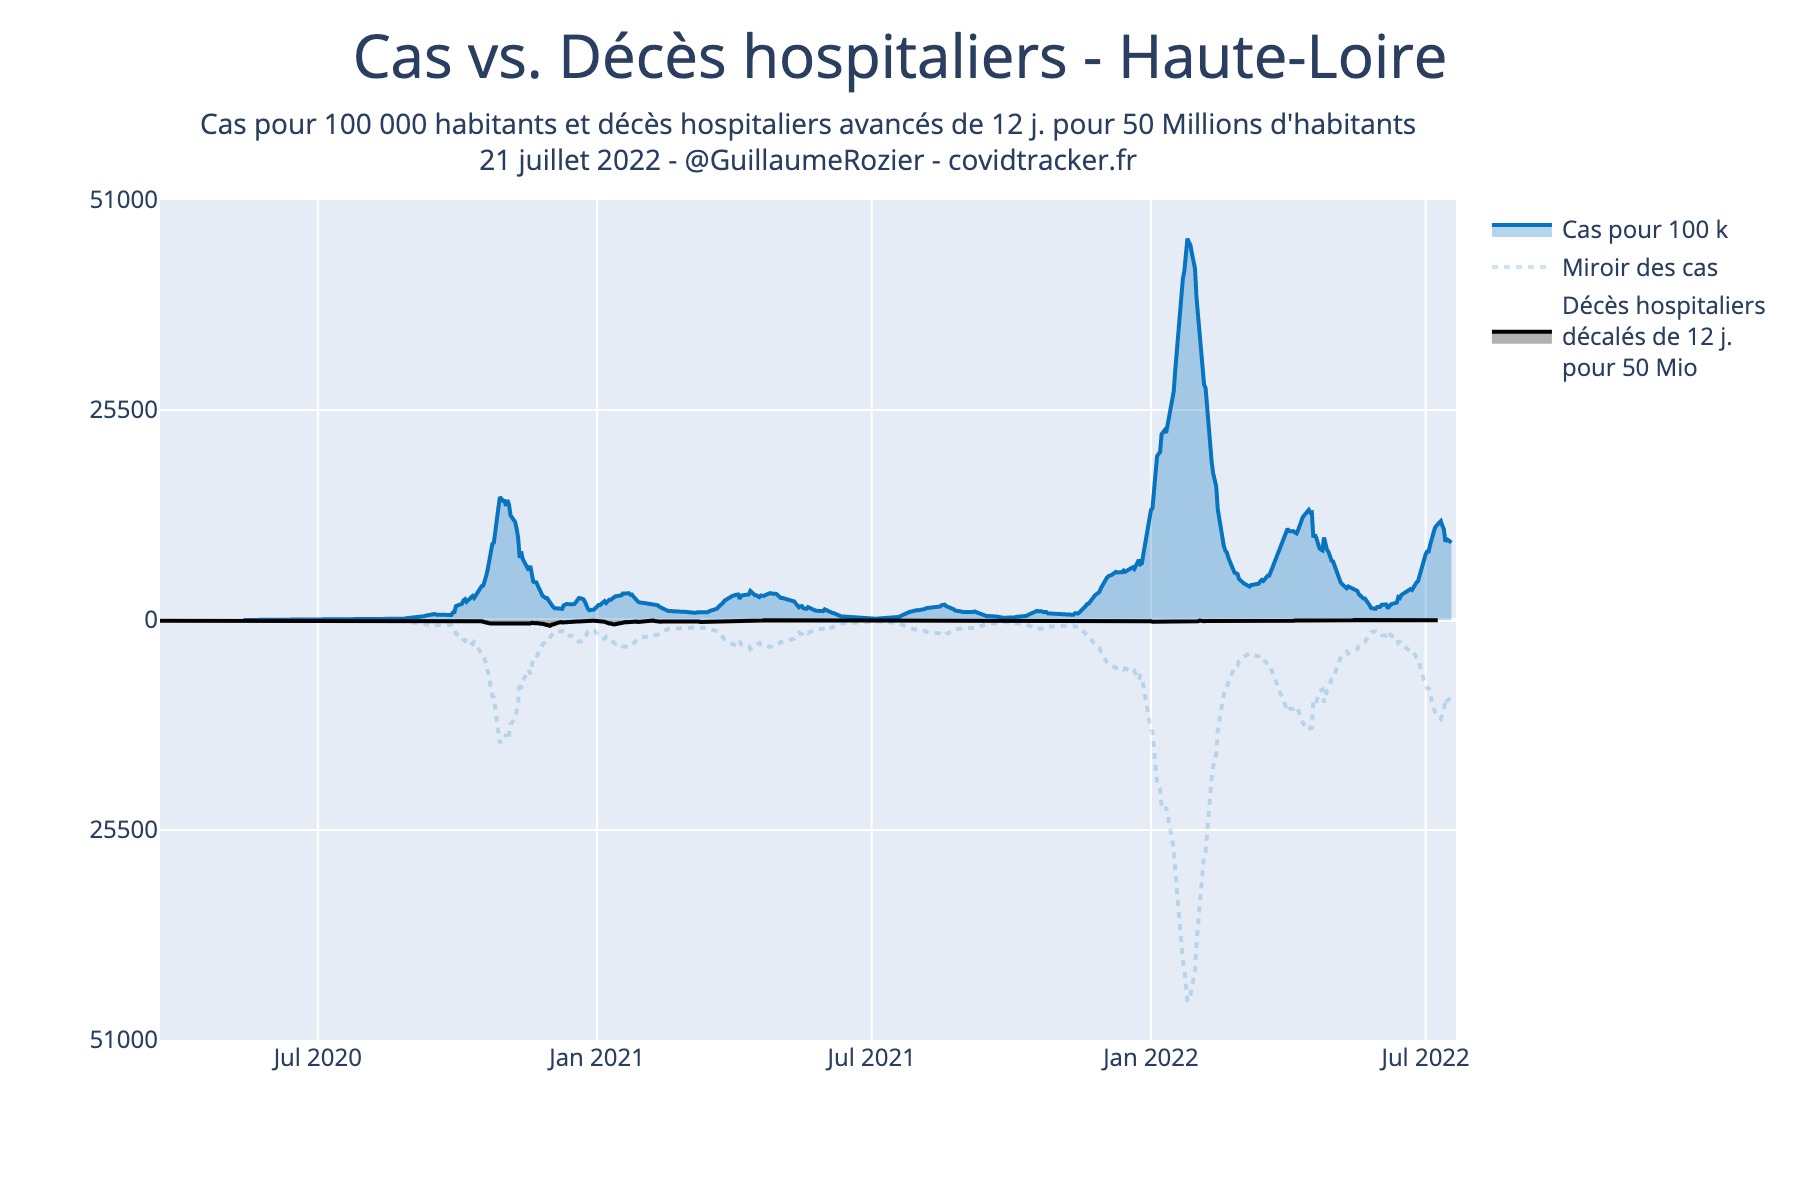 Cas vs. Décès hospitaliers - Haute-Loire
Cas pour 100 000 habitants et décès hospitaliers avancés de 12 j. pour 50 Millions d'habitants
21 juillet 2022 - @GuillaumeRozier - covidtracker.fr
51000
25500
0
25500
51000
Jul 2020
Jan 2021
Jul 2021
Jan 2022
Jul 2022
Cas pour 100 k
Miroir des cas
Décès hospitaliers
décalés de 12 j.
pour 50 Mio